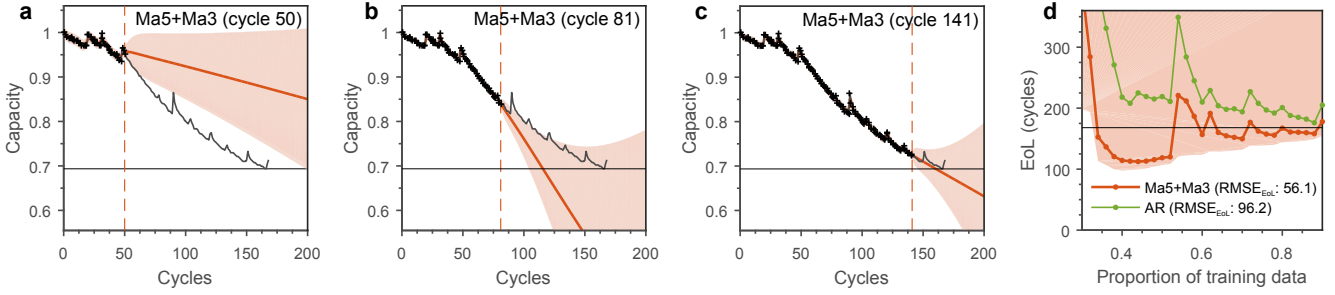 a
Ma5+Ma3 (cycle 50)
1
0.9
0.8
0.7
0.6
Capacity
0
50
100
150
200
Cycles
b
Ma5+Ma3 (cycle 81)
1
0.9
0.8
0.7
0.6
Capacity
0
50
100
150
200
Cycles
c
Ma5+Ma3 (cycle 141)
1
0.9
0.8
0.7
0.6
Capacity
0
50
100
150
200
Cycles
d
300
200
100
0
EoL (cycles)
Ma5+Ma3 (RMSE_EoL: 56.1)
AR (RMSE_EoL: 96.2)
0.4
0.6
0.8
Proportion of training data